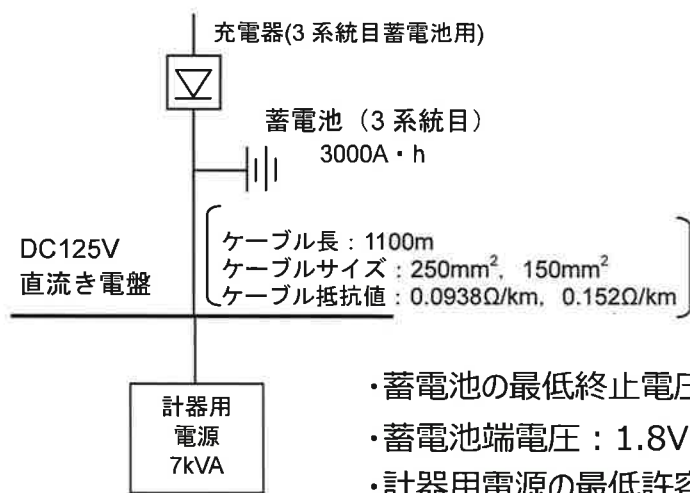 充電器(3 系統目蓄電池用)
蓄電池（3 系統目）
3000A・h
DC125V
直流き電盤
ケーブル長：1100m
ケーブルサイズ：250mm²，150mm²
ケーブル抵抗値：0.0938Ω/km，0.152Ω/km
計器用
電源
7kVA
・蓄電池の最低終止電圧
・蓄電池端電圧：1.8V
・計器用電源の最低許容